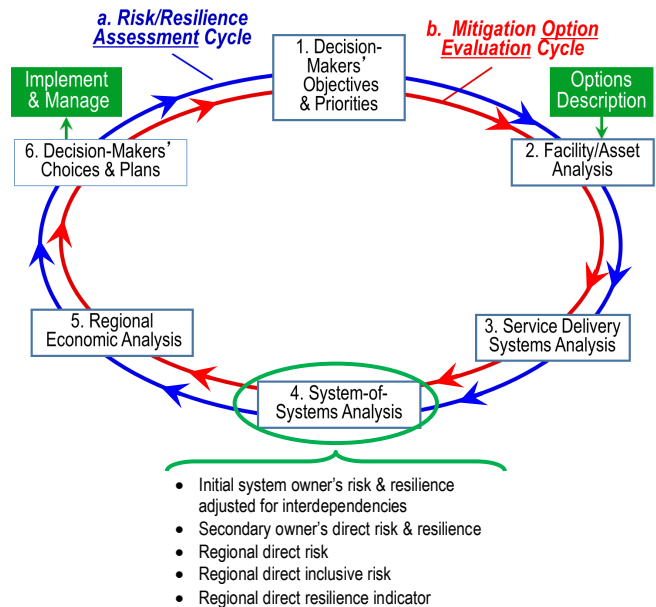 a. Risk/Resilience
Assessment Cycle
1. Decision-
Makers’
Objectives
& Priorities
b. Mitigation Option
Evaluation Cycle
Implement
& Manage
Options
Description
6. Decision-Makers’
Choices & Plans
2. Facility/Asset
Analysis
5. Regional
Economic Analysis
3. Service Delivery
Systems Analysis
4. System-of-
Systems Analysis
• Initial system owner’s risk & resilience
adjusted for interdependencies
• Secondary owner’s direct risk & resilience
• Regional direct risk
• Regional direct inclusive risk
• Regional direct resilience indicator